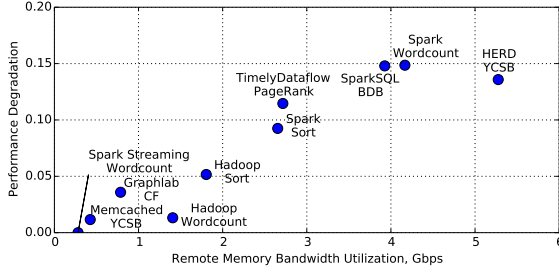 0.20
0.15
0.10
0.05
0.00
Performance Degradation
Spark
Wordcount
HERD
YCSB
SparkSQL
BDB
TimelyDataflow
PageRank
Spark
Sort
Spark Streaming
Wordcount
Graphlab
CF
Hadoop
Sort
Memcached
YCSB
Hadoop
Wordcount
0
1
2
3
4
5
6
Remote Memory Bandwidth Utilization, Gbps